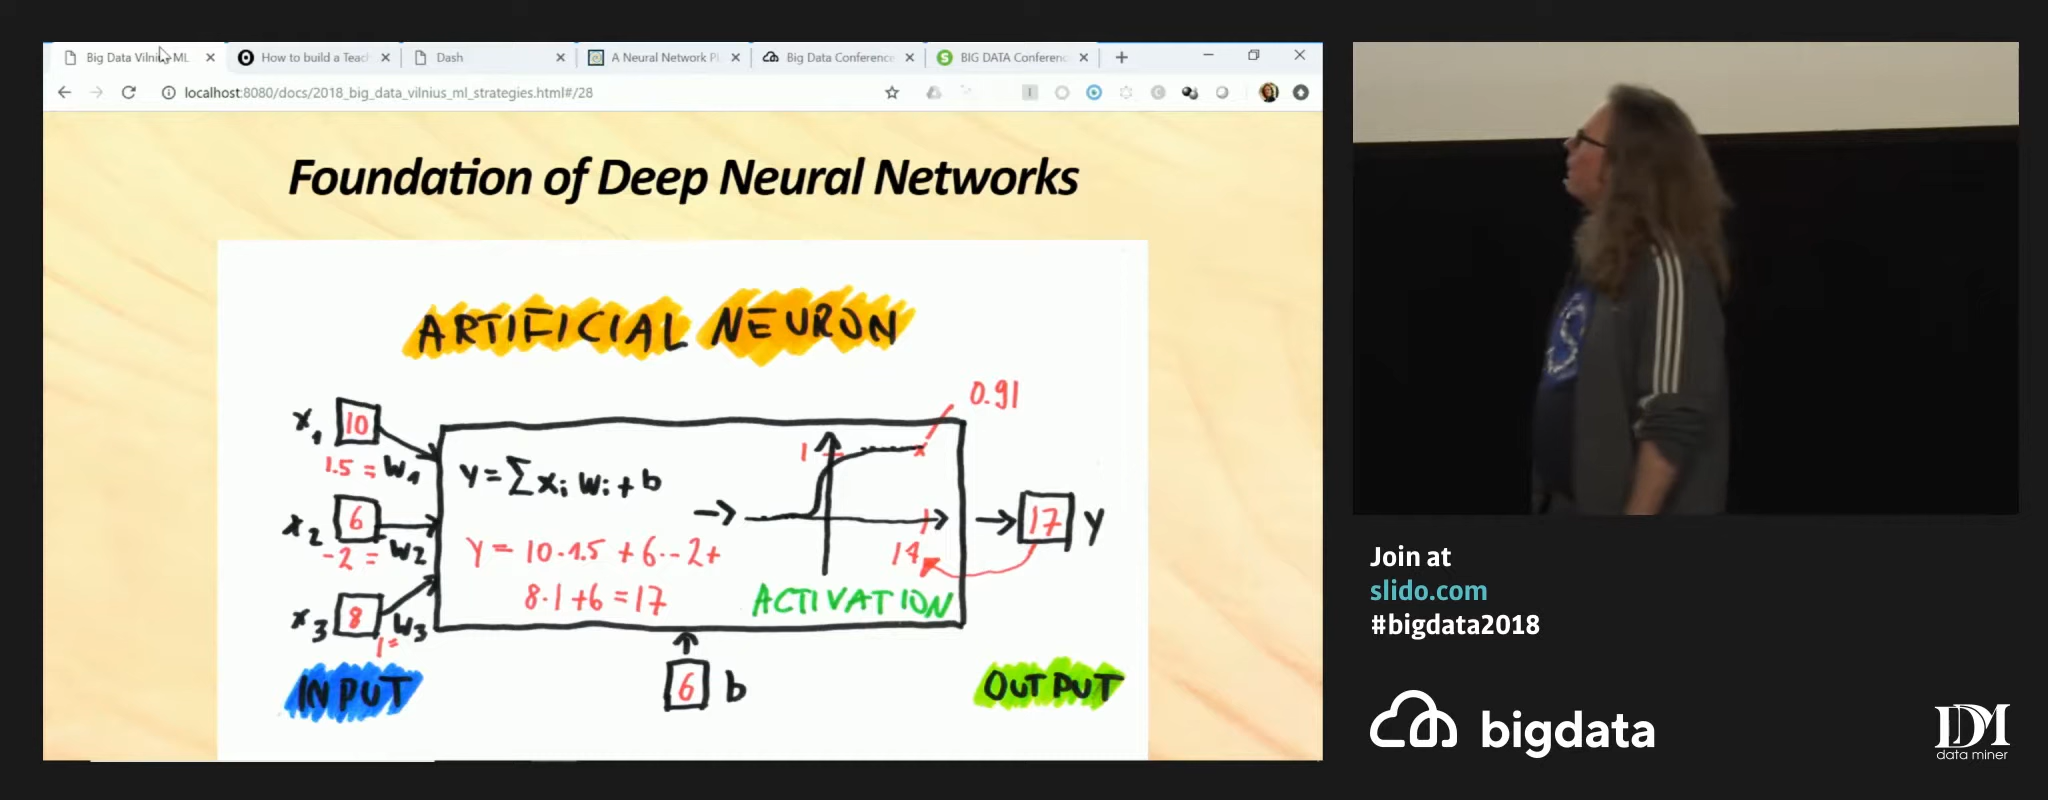 Big Data Vilnius ML
How to build a Teac
Dash
A Neural Network Pl
Big Data Conference
BIG DATA Conferenc
localhost:8080/docs/2018_big_data_vilnius_ml_strategies.html#/28
Foundation of Deep Neural Networks
ARTIFICIAL NEURON
0.91
x1 10
1.5 = w1
y = ∑ xi wi + b
1
x2 6
-2 = w2
y = 10·1.5 + 6·-2+
8·1+6 = 17
14
17 y
x3 8
1= w3
ACTIVATION
INPUT
6 b
OUTPUT
Join at
slido.com
#bigdata2018
bigdata
DM
data miner